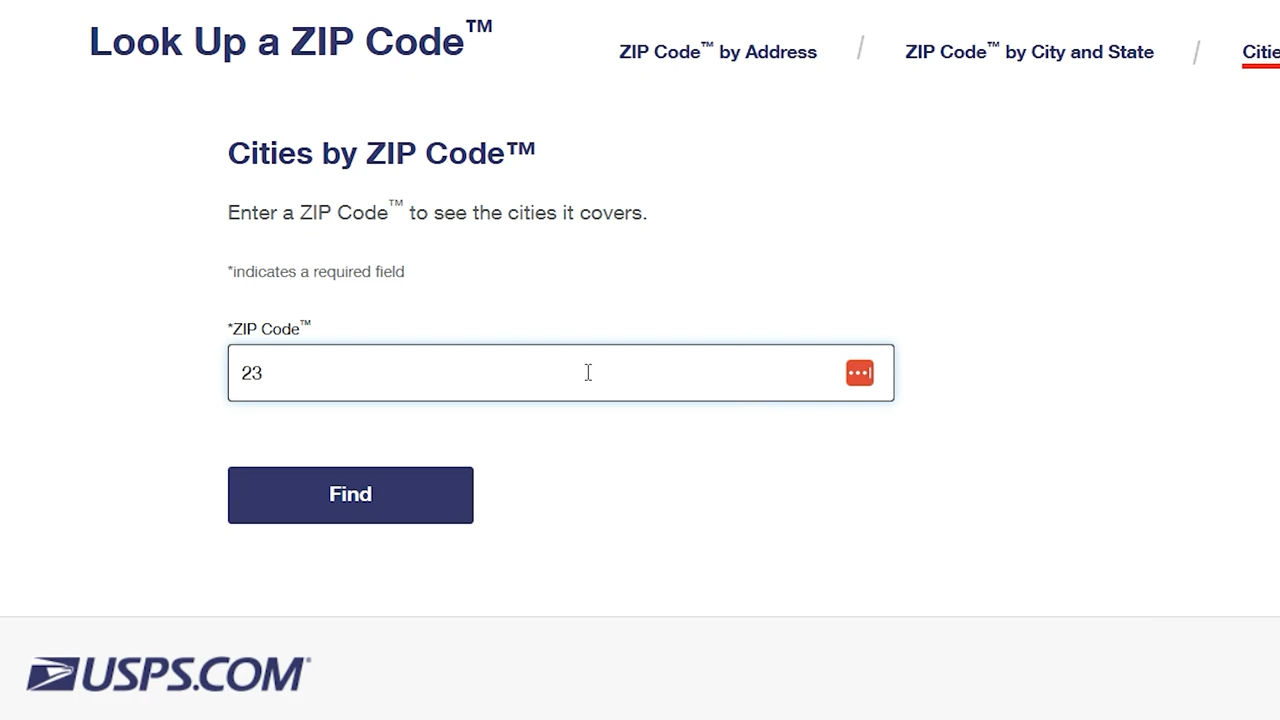 Look Up a ZIP Code™
ZIP Code™ by Address / ZIP Code™ by City and State / Citie
Cities by ZIP Code™
Enter a ZIP Code™ to see the cities it covers.
*indicates a required field
*ZIP Code™
23
Find
USPS.COM®